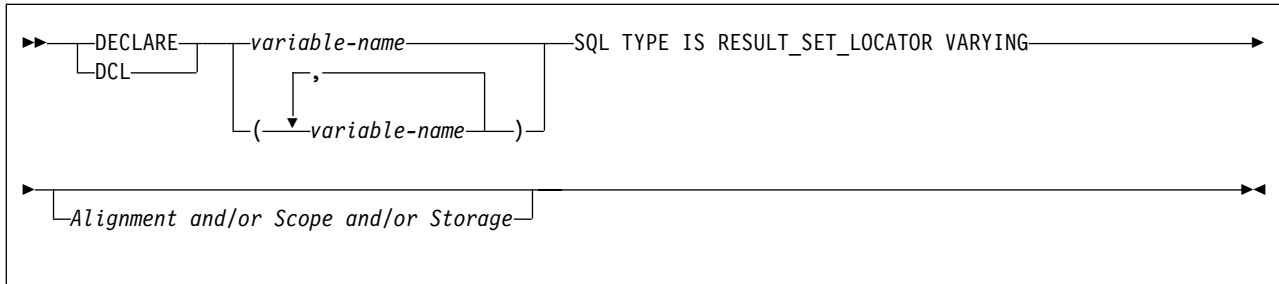 DECLARE variable-name SQL TYPE IS RESULT_SET_LOCATOR VARYING
DCL ,
( variable-name )
Alignment and/or Scope and/or Storage